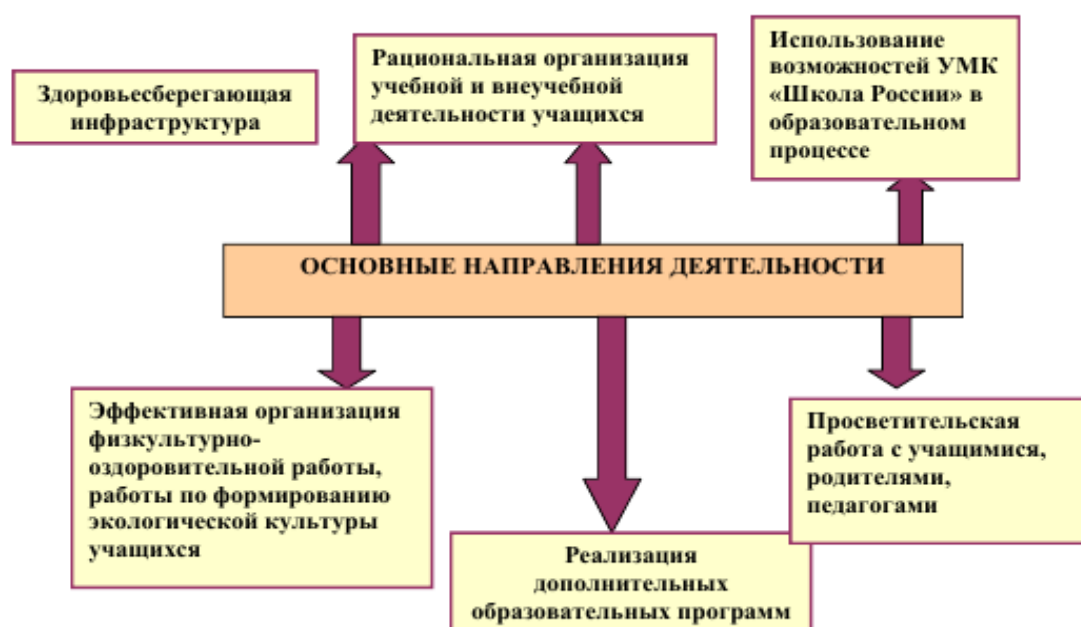 Здоровьесберегающая
инфраструктура
Рациональная организация
учебной и внеучебной
деятельности учащихся
Использование
возможностей УМК
«Школа России» в
образовательном
процессе
ОСНОВНЫЕ НАПРАВЛЕНИЯ ДЕЯТЕЛЬНОСТИ
Эффективная организация
физкультурно-
оздоровительной работы,
работы по формированию
экологической культуры
учащихся
Реализация
дополнительных
образовательных программ
Просветительская
работа с учащимися,
родителями,
педагогами